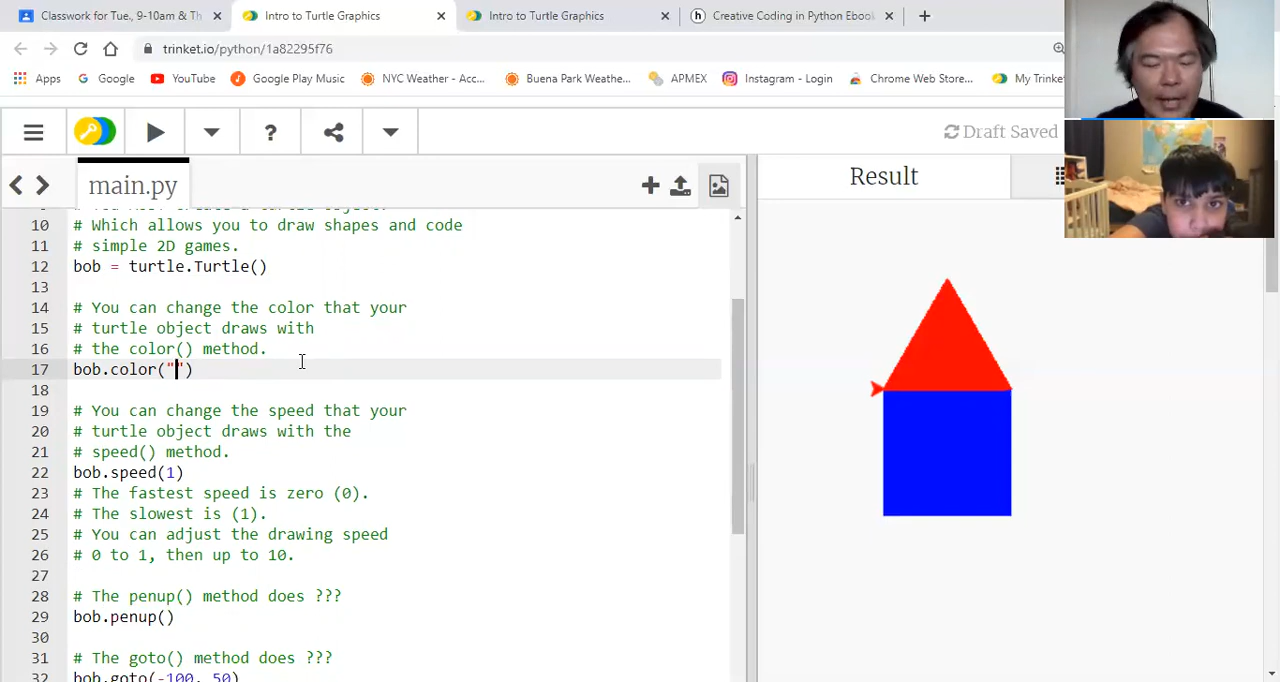 Classwork for Tue., 9-10am & Th
Intro to Turtle Graphics
Intro to Turtle Graphics
Creative Coding in Python Ebook
trinket.io/python/1a82295f76
Apps
Google
YouTube
Google Play Music
NYC Weather - Acc...
Buena Park Weathe...
APMEX
Instagram - Login
Chrome Web Store...
My Trinke
?
Draft Saved
main.py
Result
10 # Which allows you to draw shapes and code
11 # simple 2D games.
12 bob = turtle.Turtle()
13
14 # You can change the color that your
15 # turtle object draws with
16 # the color() method.
17 bob.color("")
18
19 # You can change the speed that your
20 # turtle object draws with the
21 # speed() method.
22 bob.speed(1)
23 # The fastest speed is zero (0).
24 # The slowest is (1).
25 # You can adjust the drawing speed
26 # 0 to 1, then up to 10.
27
28 # The penup() method does ???
29 bob.penup()
30
31 # The goto() method does ???
32 bob.goto(-100, 50)